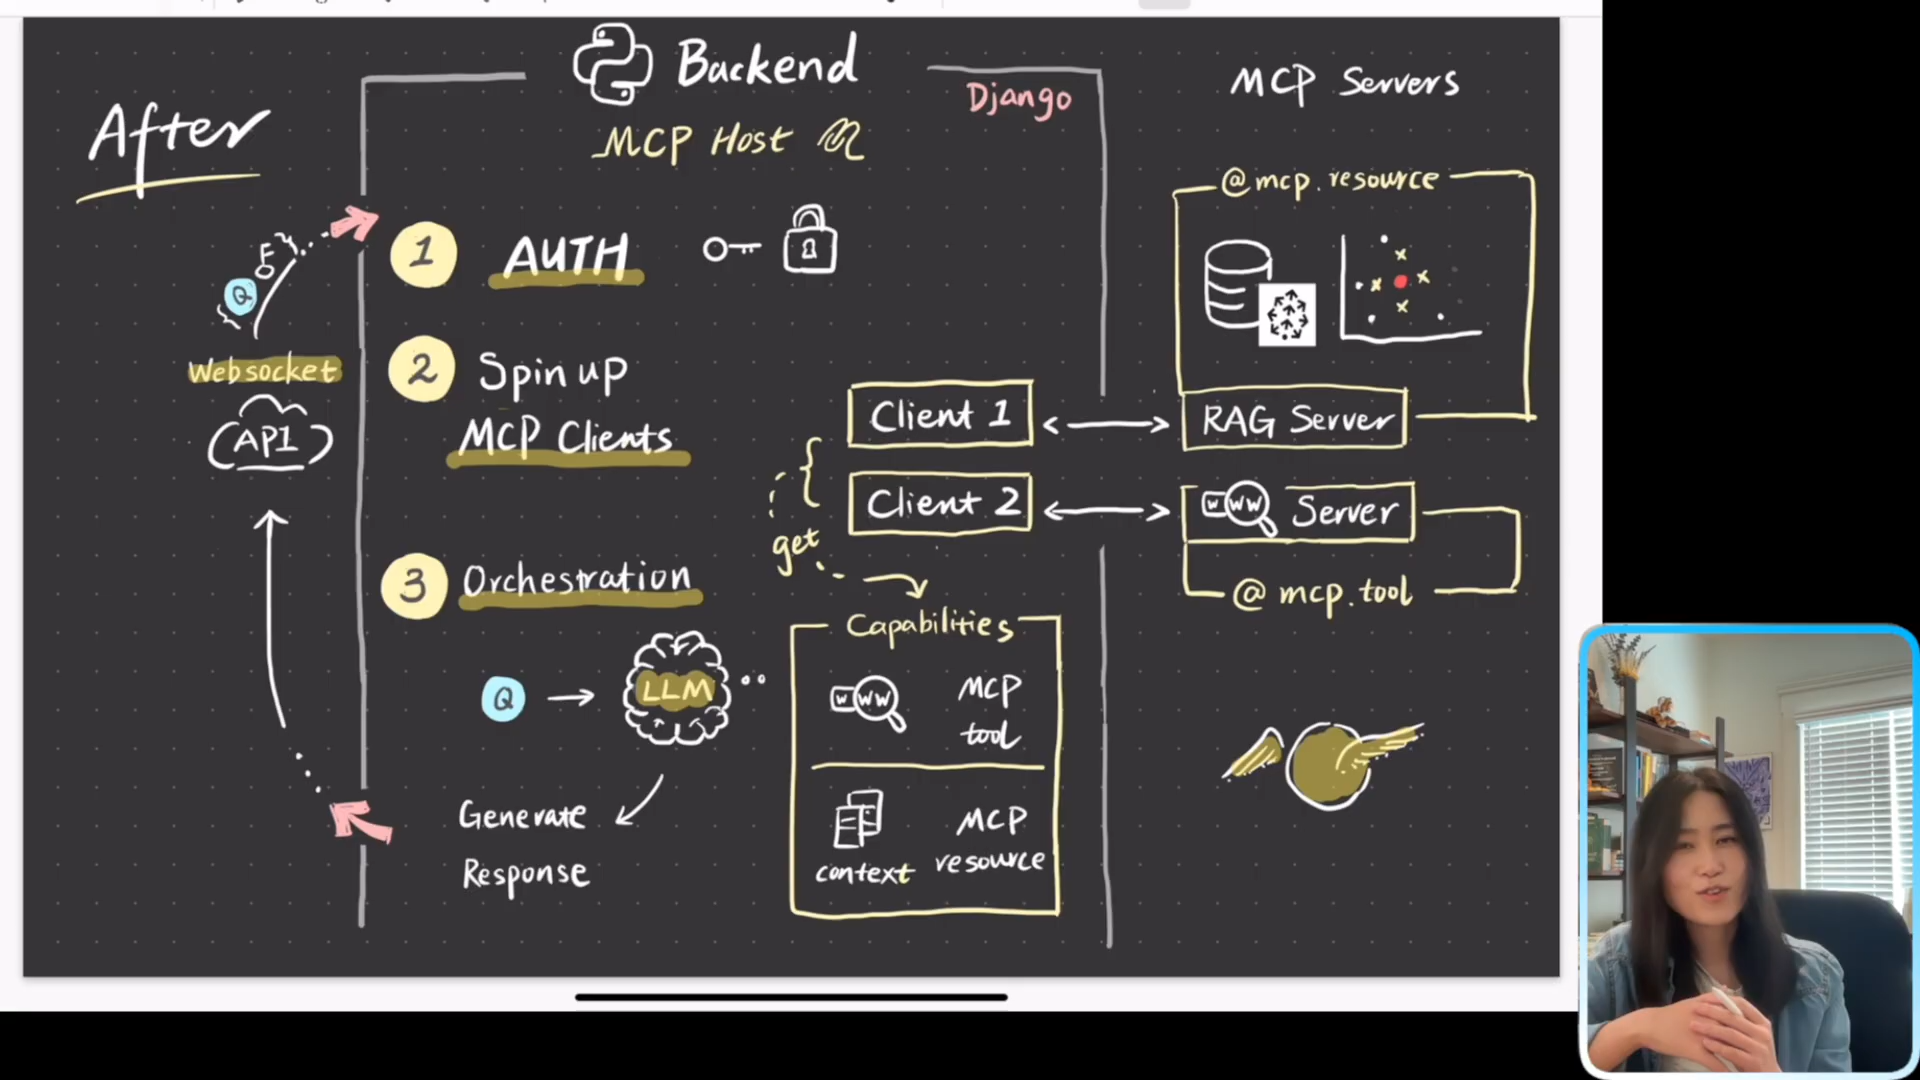 After
Backend
MCP Host
Django
MCP Servers
1
AUTH
Q
Websocket
API
2
Spin up
MCP Clients
Client 1
Client 2
get
@mcp.resource
RAG Server
www Server
@ mcp.tool
3
Orchestration
Q
LLM
Generate
Response
Capabilities
www
MCP
tool
context
MCP
resource